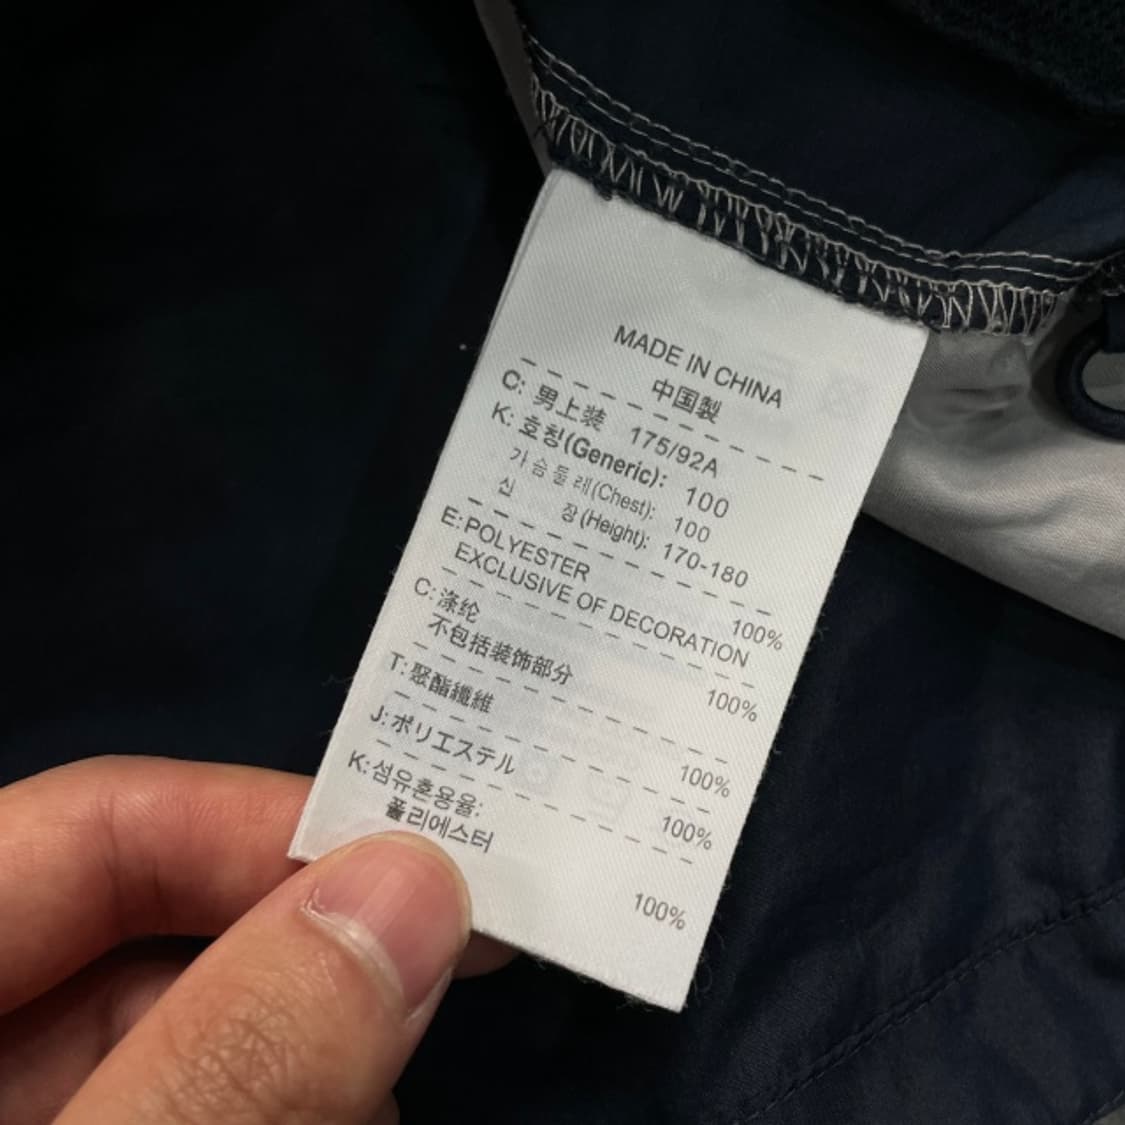 MADE IN CHINA
中国製
C: 男上装 175/92A
K: 호칭(Generic): 100
가슴둘레(Chest): 100
신 장(Height): 170-180
E: POLYESTER 100%
EXCLUSIVE OF DECORATION
C: 涤纶 100%
不包括装饰部分
T: 聚酯纖維 100%
J: ポリエステル 100%
K: 섬유혼용율:
폴리에스터 100%